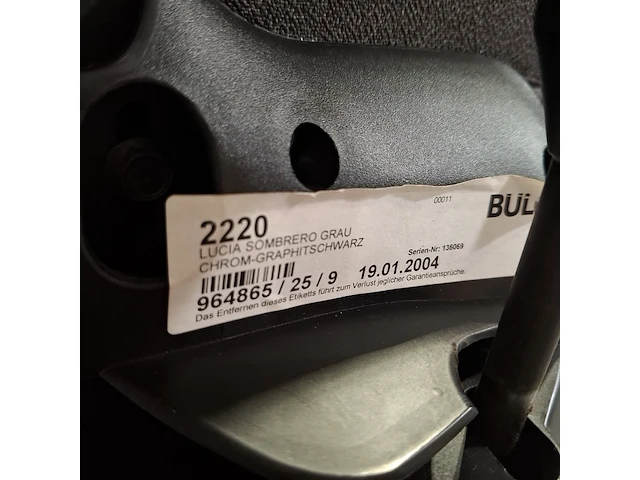 00011
2220 BUL
LUCIA SOMBRERO GRAU
CHROM-GRAPHITSCHWARZ
Serien-Nr: 136069
964865 / 25 / 9 19.01.2004
Das Entfernen dieses Etiketts führt zum Verlust jeglicher Garantieansprüche.